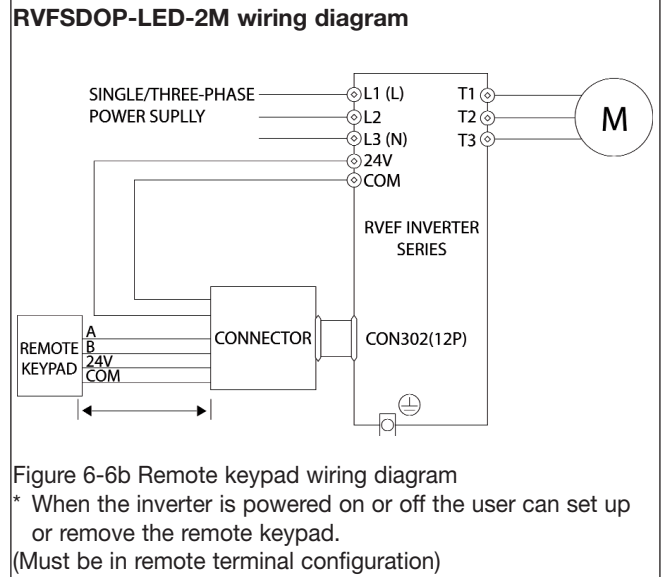 RVFSDOP-LED-2M wiring diagram
SINGLE/THREE-PHASE
POWER SUPLLY
L1 (L)
L2
L3 (N)
24V
COM
T1
T2
T3
M
RVEF INVERTER
SERIES
REMOTE
KEYPAD
A
B
24V
COM
CONNECTOR
CON302(12P)
Figure 6-6b Remote keypad wiring diagram
* When the inverter is powered on or off the user can set up
or remove the remote keypad.
(Must be in remote terminal configuration)